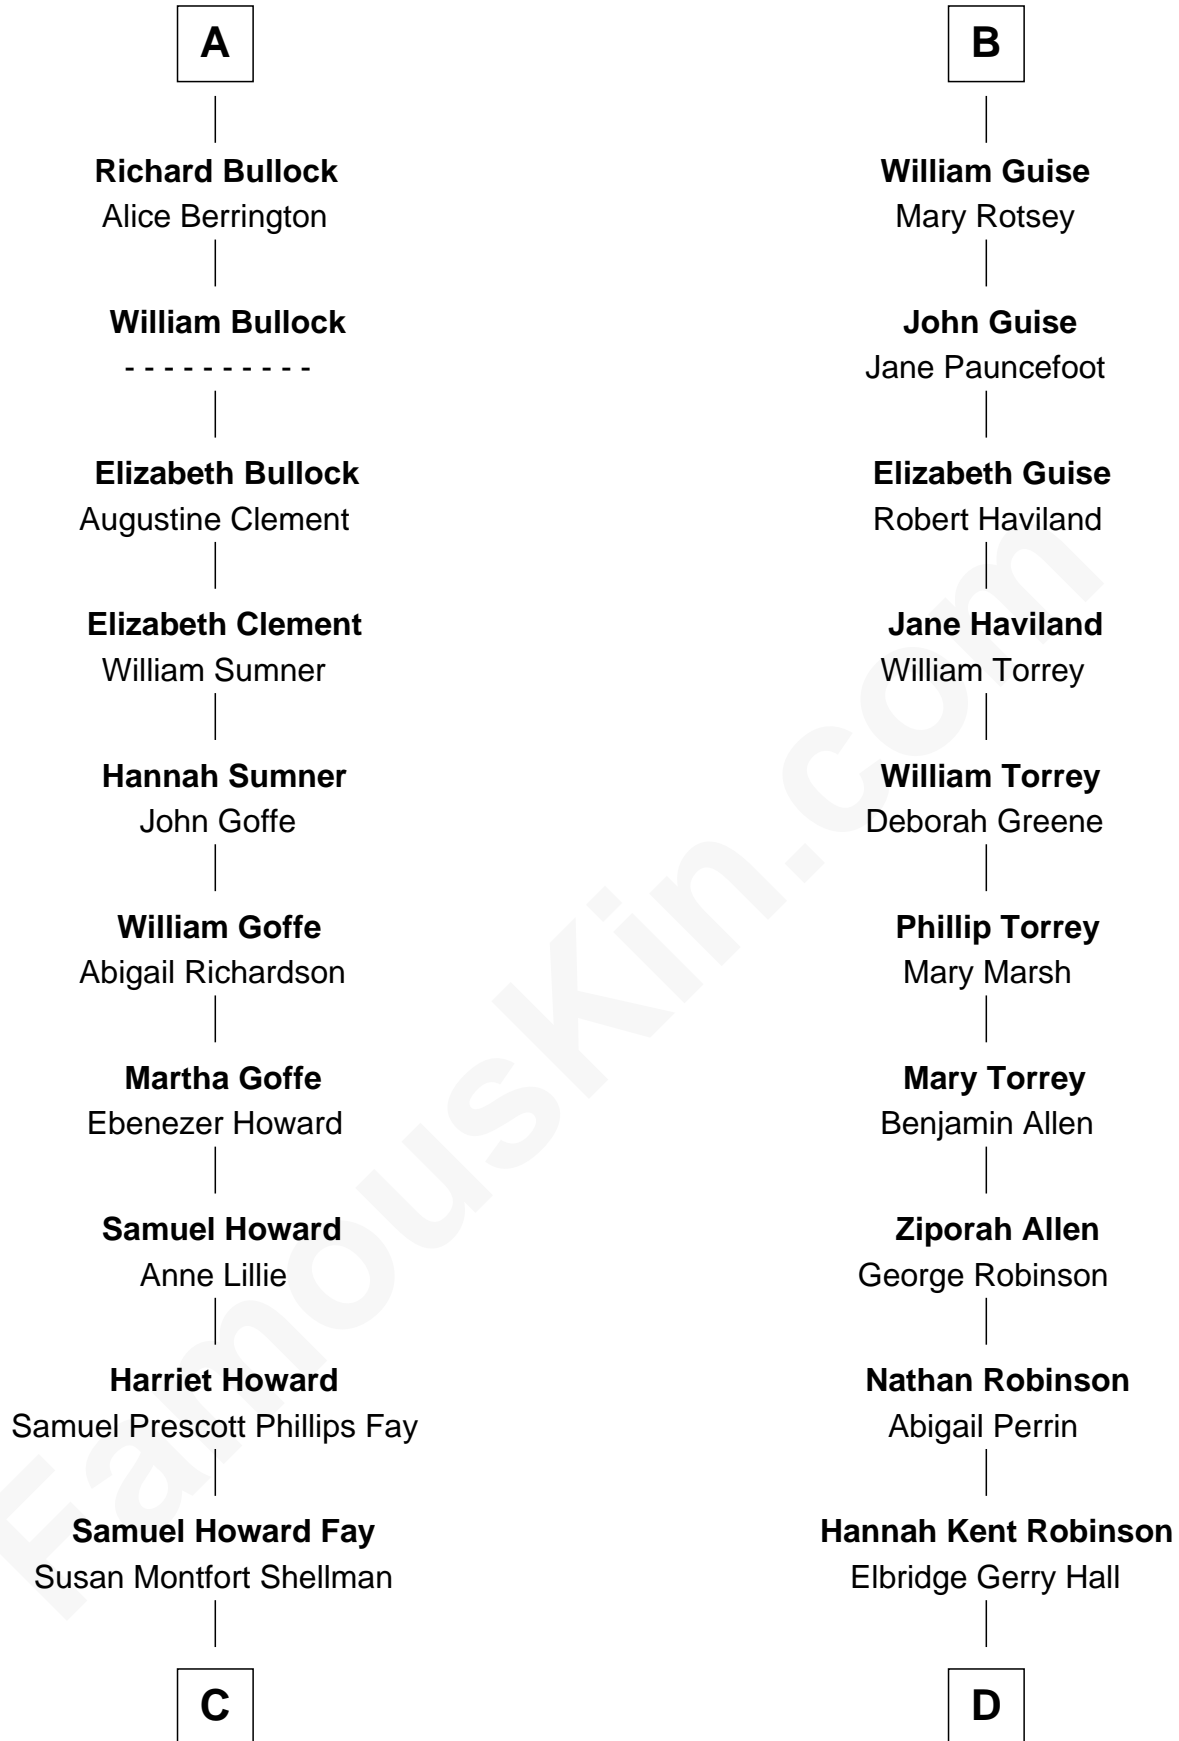 A
Richard Bullock
Alice Berrington
William Bullock
- - - - - - - - - -
Elizabeth Bullock
Augustine Clement
Elizabeth Clement
William Sumner
Hannah Sumner
John Goffe
William Goffe
Abigail Richardson
Martha Goffe
Ebenezer Howard
Samuel Howard
Anne Lillie
Harriet Howard
Samuel Prescott Phillips Fay
Samuel Howard Fay
Susan Montfort Shellman
C
B
William Guise
Mary Rotsey
John Guise
Jane Pauncefoot
Elizabeth Guise
Robert Haviland
Jane Haviland
William Torrey
William Torrey
Deborah Greene
Phillip Torrey
Mary Marsh
Mary Torrey
Benjamin Allen
Ziporah Allen
George Robinson
Nathan Robinson
Abigail Perrin
Hannah Kent Robinson
Elbridge Gerry Hall
D
FamousKin.com